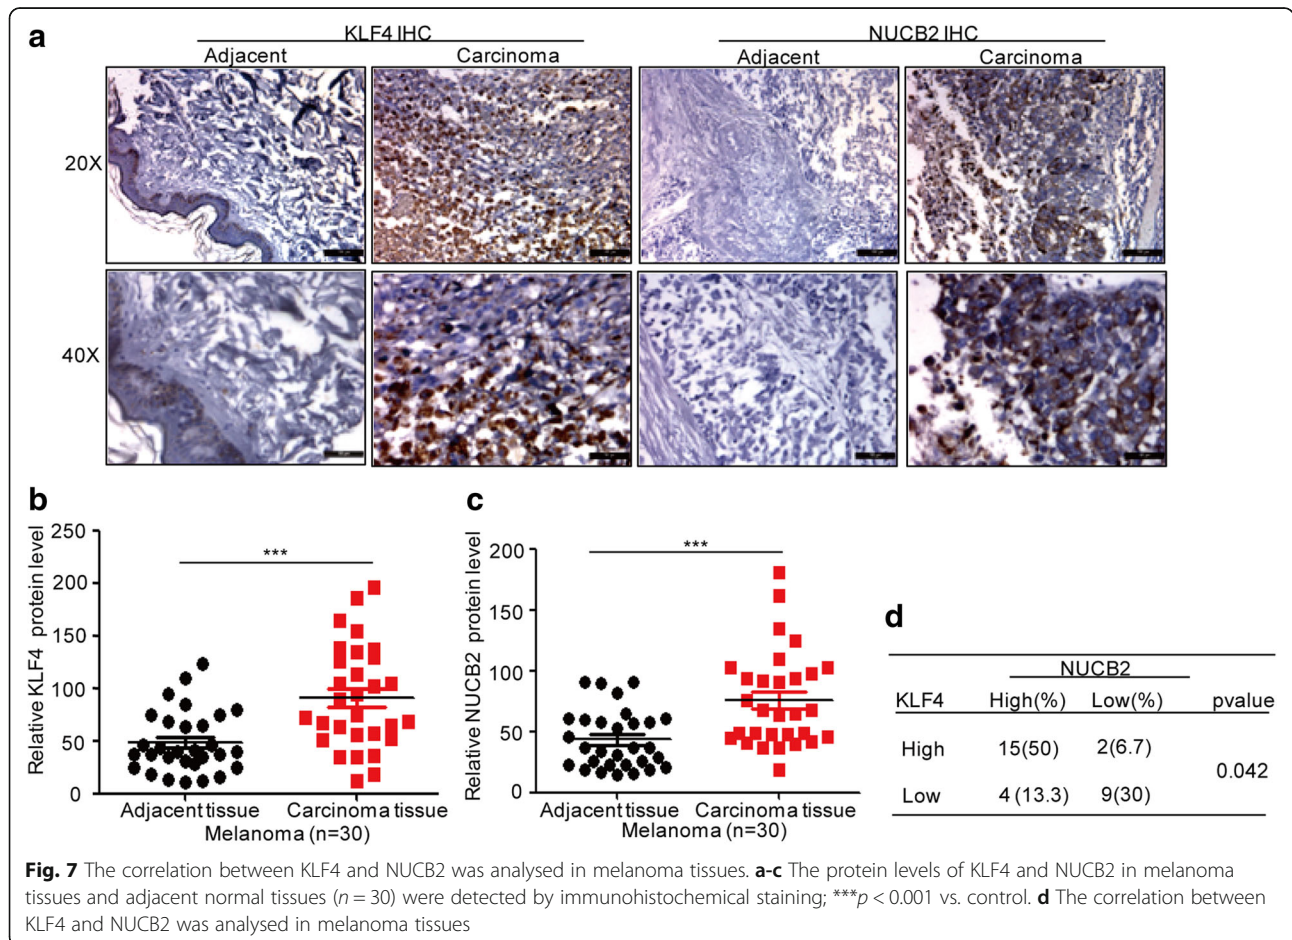 a
KLF4 IHC
NUCB2 IHC
Adjacent
Carcinoma
Adjacent
Carcinoma
20X
40X
b
250
200
150
100
50
0
Relative KLF4 protein level
***
Adjacent tissue
Carcinoma tissue
Melanoma (n=30)
c
200
150
100
50
0
Relative NUCB2 protein level
***
Adjacent tissue
Carcinoma tissue
Melanoma (n=30)
d
NUCB2
KLF4 High(%) Low(%) pvalue
High 15(50) 2(6.7)
0.042
Low 4(13.3) 9(30)
Fig. 7 The correlation between KLF4 and NUCB2 was analysed in melanoma tissues. a-c The protein levels of KLF4 and NUCB2 in melanoma
tissues and adjacent normal tissues (n = 30) were detected by immunohistochemical staining; ***p < 0.001 vs. control. d The correlation between
KLF4 and NUCB2 was analysed in melanoma tissues